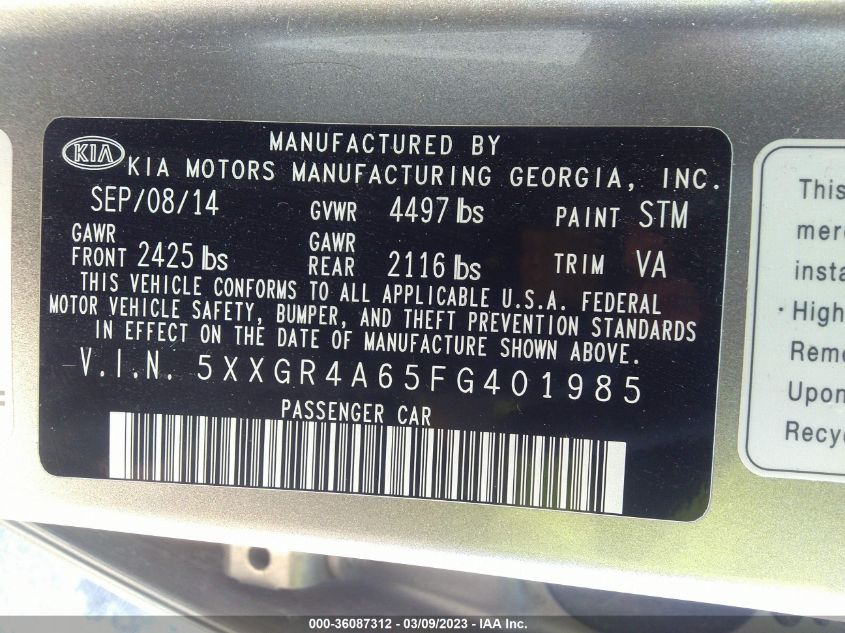 MANUFACTURED BY
KIA KIA MOTORS MANUFACTURING GEORGIA, INC.
SEP/08/14 GVWR 4497 lbs PAINT STM
GAWR FRONT 2425 lbs GAWR REAR 2116 lbs TRIM VA
THIS VEHICLE CONFORMS TO ALL APPLICABLE U.S.A. FEDERAL
MOTOR VEHICLE SAFETY, BUMPER, AND THEFT PREVENTION STANDARDS
IN EFFECT ON THE DATE OF MANUFACTURE SHOWN ABOVE.
V.I.N. 5XXGR4A65FG401985
PASSENGER CAR
This
merc
insta
· High
Reme
Upon
Recy
000-36087312 - 03/09/2023 - IAA Inc.